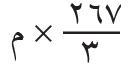 م × ٢٦٧ / ٣